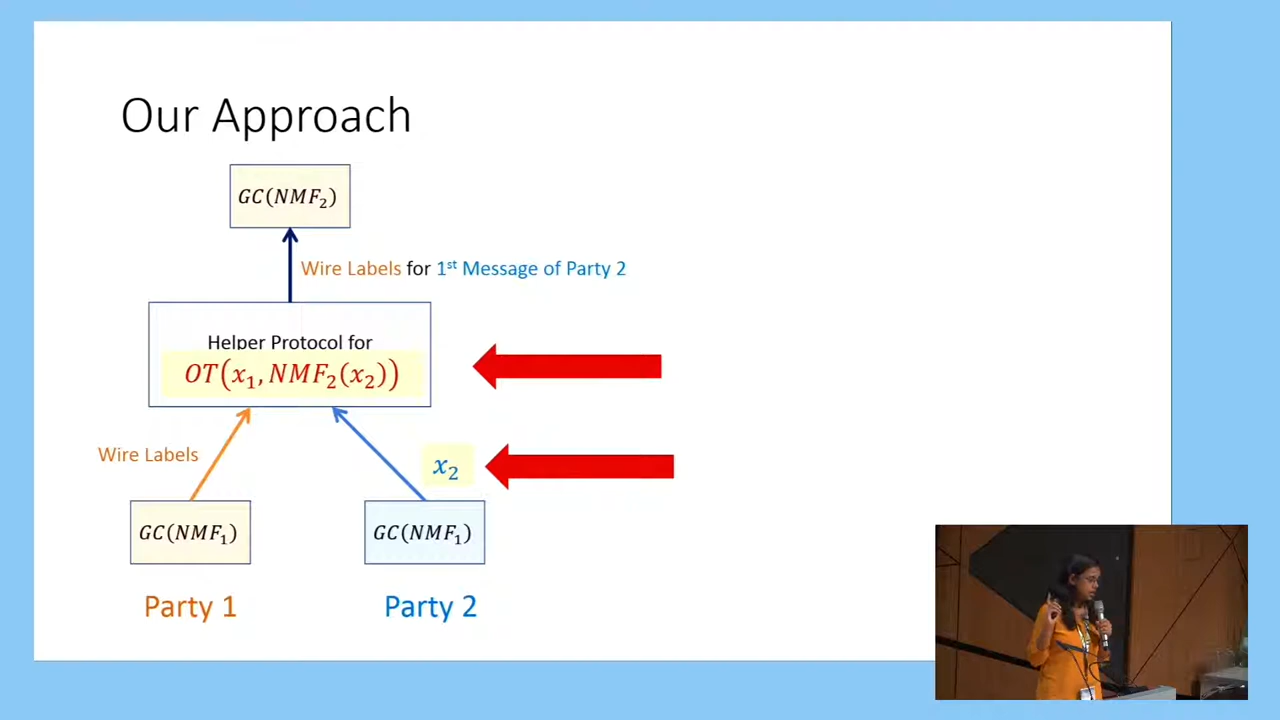 Our Approach
GC(NMF₂)
Wire Labels for 1ˢᵗ Message of Party 2
Helper Protocol for
OT(x₁, NMF₂(x₂))
Wire Labels
x₂
GC(NMF₁)
GC(NMF₁)
Party 1
Party 2